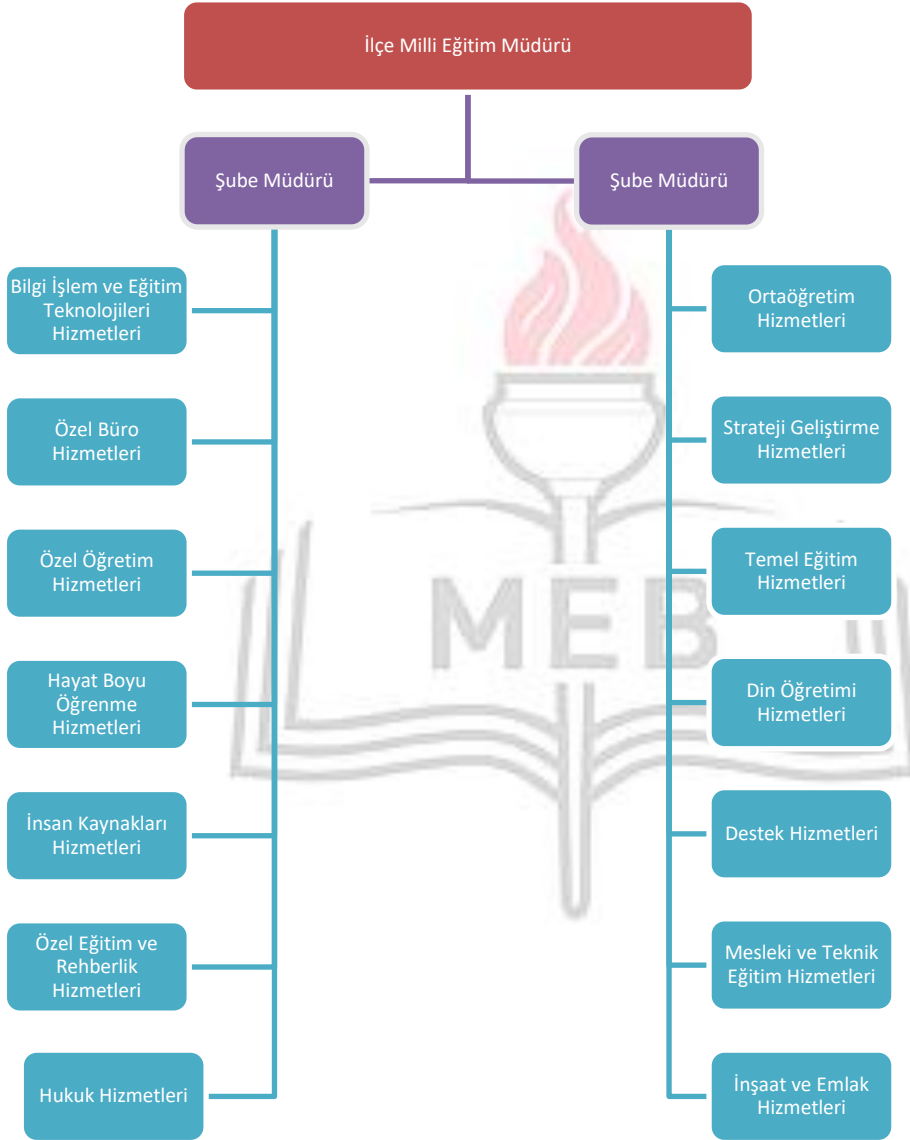 İlçe Milli Eğitim Müdürü
Şube Müdürü
Şube Müdürü
Bilgi İşlem ve Eğitim
Teknolojileri
Hizmetleri
Özel Büro
Hizmetleri
Özel Öğretim
Hizmetleri
Hayat Boyu
Öğrenme
Hizmetleri
İnsan Kaynakları
Hizmetleri
Özel Eğitim ve
Rehberlik
Hizmetleri
Hukuk Hizmetleri
Ortaöğretim
Hizmetleri
Strateji Geliştirme
Hizmetleri
Temel Eğitim
Hizmetleri
Din Öğretimi
Hizmetleri
Destek Hizmetleri
Mesleki ve Teknik
Eğitim Hizmetleri
İnşaat ve Emlak
Hizmetleri
MEB